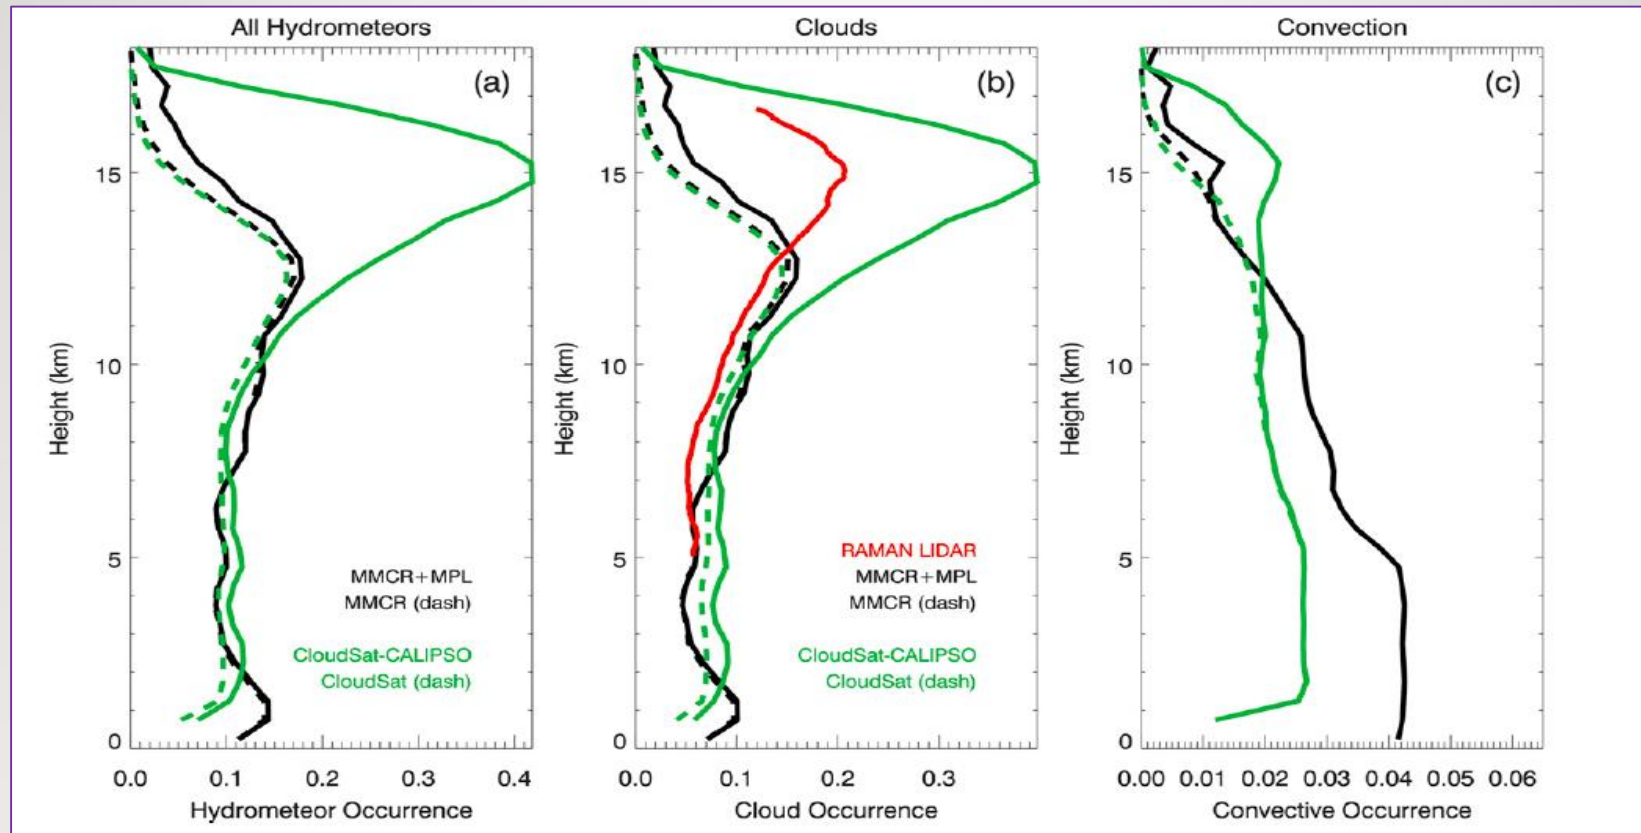 All Hydrometeors
(a)
15
10
5
0
Height (km)
MMCR+MPL
MMCR (dash)
CloudSat-CALIPSO
CloudSat (dash)
0.0 0.1 0.2 0.3 0.4
Hydrometeor Occurrence
Clouds
(b)
15
10
5
0
Height (km)
RAMAN LIDAR
MMCR+MPL
MMCR (dash)
CloudSat-CALIPSO
CloudSat (dash)
0.0 0.1 0.2 0.3
Cloud Occurrence
Convection
(c)
15
10
5
0
Height (km)
0.00 0.01 0.02 0.03 0.04 0.05 0.06
Convective Occurrence